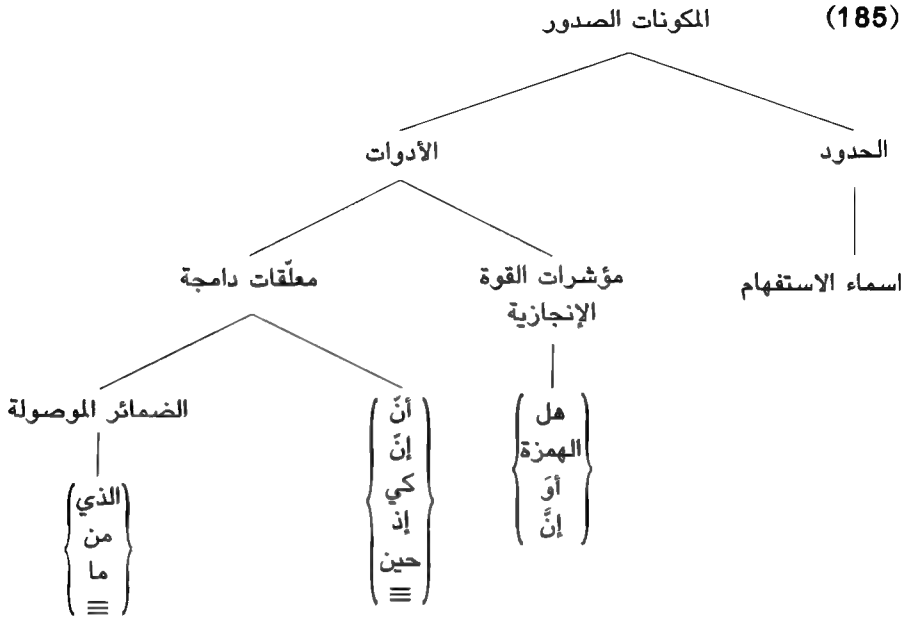 (185)
المكونات الصدور
الحدود
الأدوات
اسماء الاستفهام
مؤشرات القوة
الإنجازية
معلّقات دامجة
هل
الهمزة
أوَ
إنَّ
أنّ
إنّ
كي
إذ
حين
≡
الضمائر الموصولة
الذي
من
ما
≡